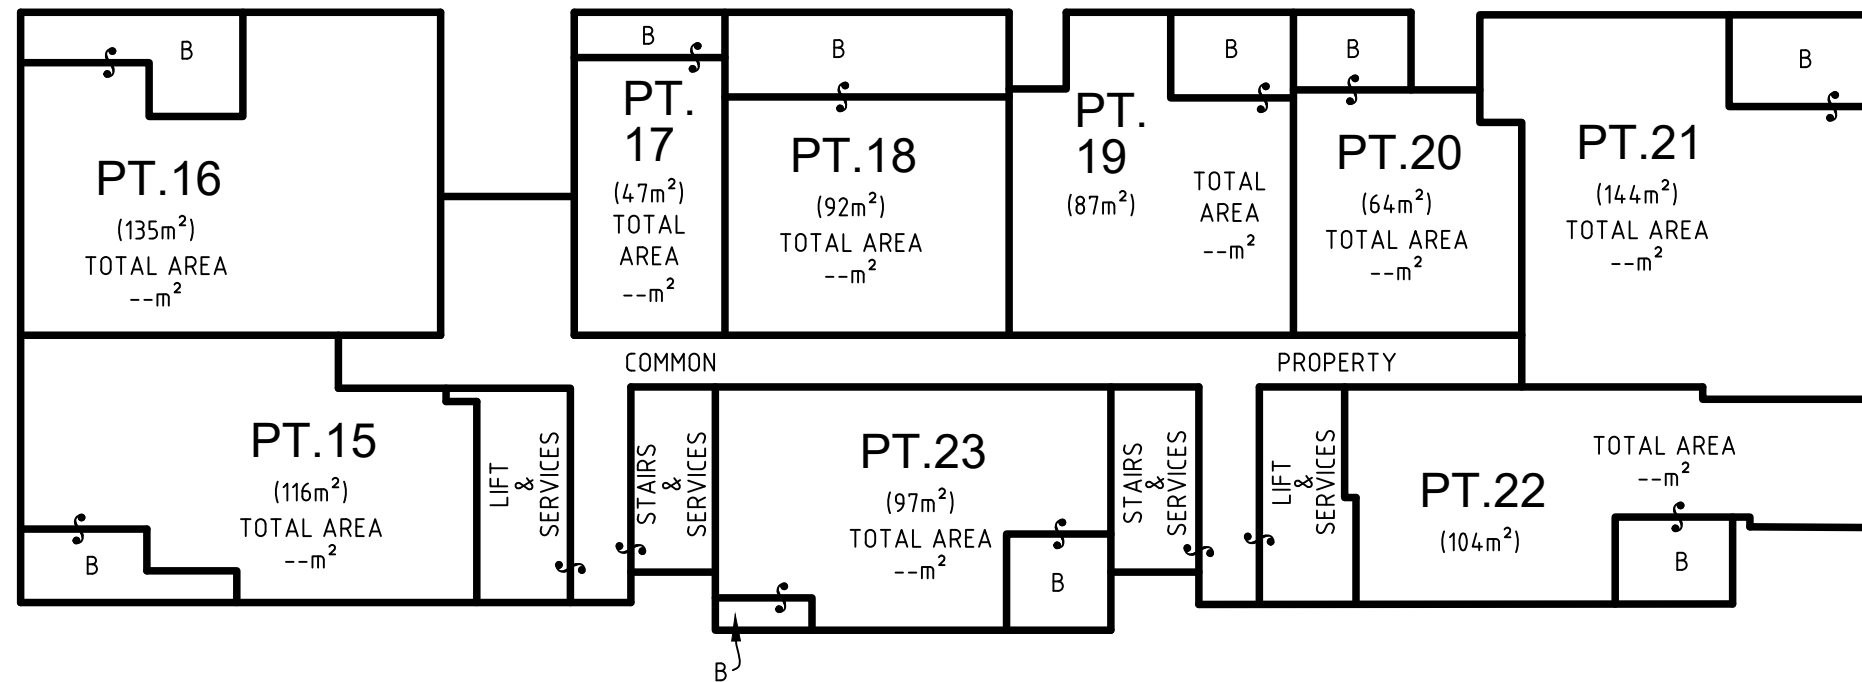 B
PT.16
(135m²)
TOTAL AREA
--m²
B
PT.
17
(47m²)
TOTAL
AREA
--m²
B
PT.18
(92m²)
TOTAL AREA
--m²
B
PT.
19
(87m²)
TOTAL
AREA
--m²
B
PT.20
(64m²)
TOTAL AREA
--m²
B
PT.21
(144m²)
TOTAL AREA
--m²
COMMON PROPERTY
PT.15
(116m²)
TOTAL AREA
--m²
B
LIFT
&
SERVICES
STAIRS
&
SERVICES
PT.23
(97m²)
TOTAL AREA
--m²
B
B
STAIRS
&
SERVICES
LIFT
&
SERVICES
TOTAL AREA
--m²
PT.22
(104m²)
B